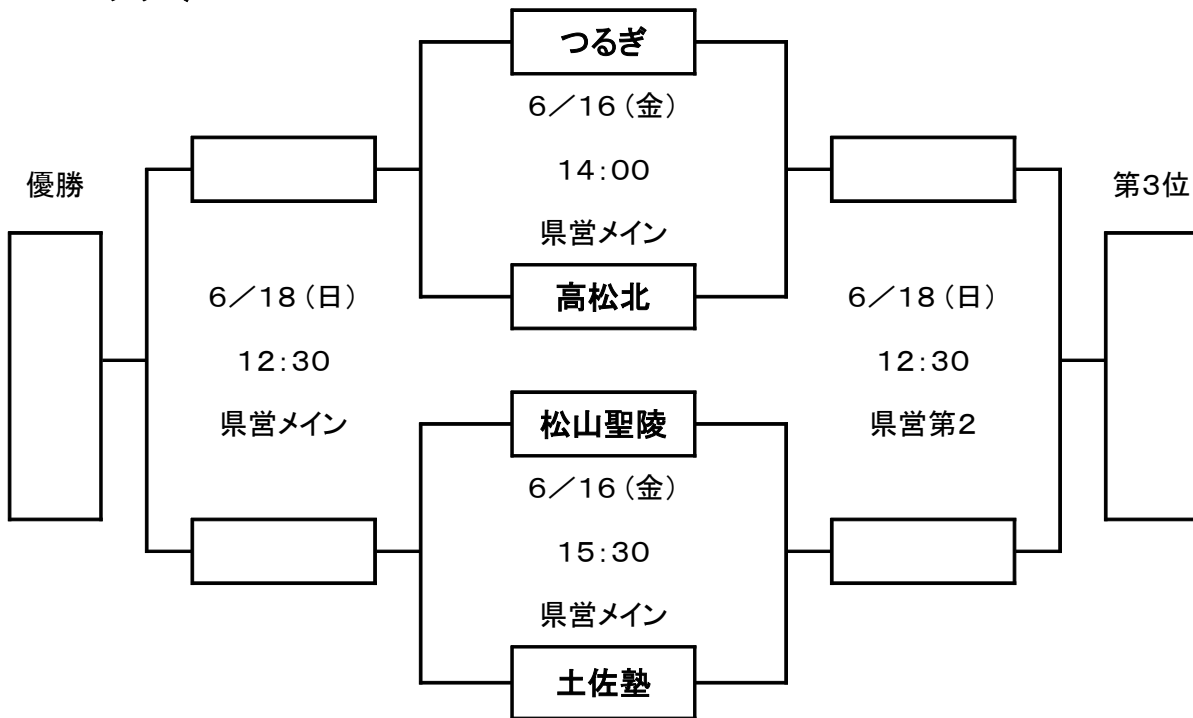 つるぎ
6／16（金）
14：00
県営メイン
高松北
優勝
第3位
6／18（日）
12：30
県営メイン
6／18（日）
12：30
県営第2
松山聖陵
6／16（金）
15：30
県営メイン
土佐塾